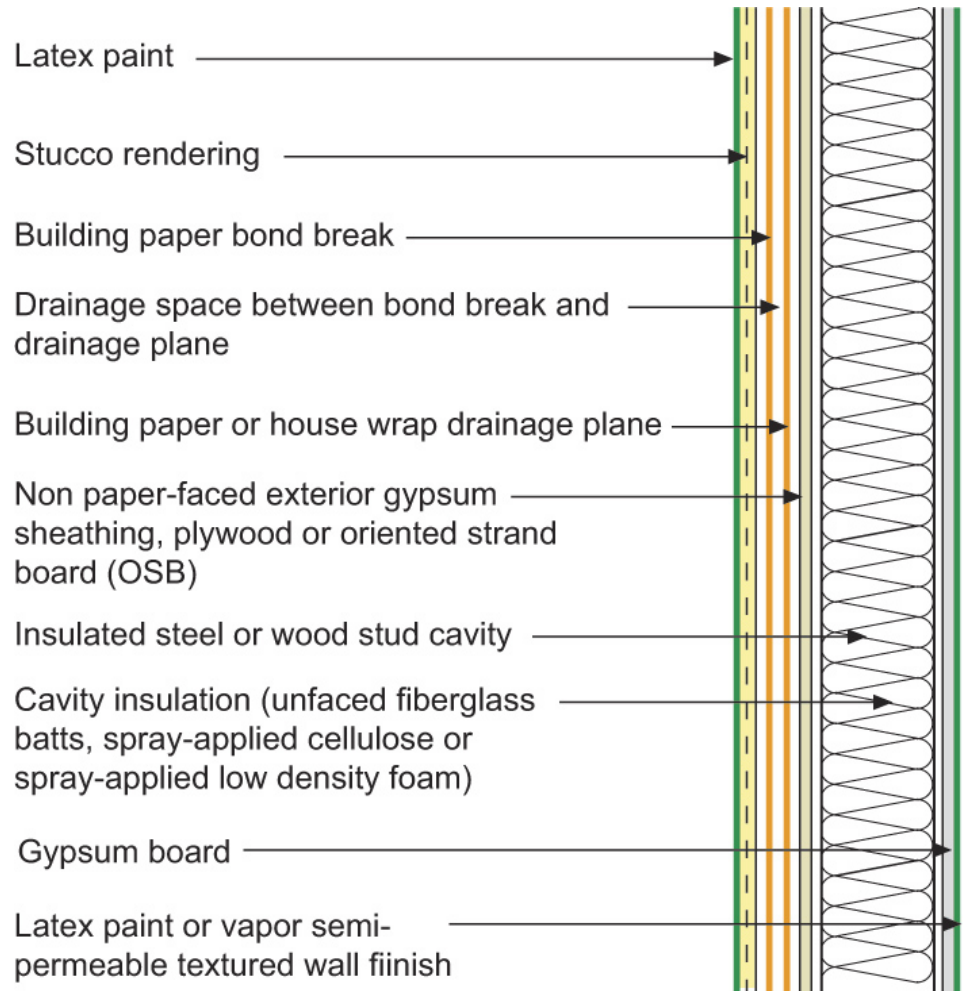 Latex paint
Stucco rendering
Building paper bond break
Drainage space between bond break and
drainage plane
Building paper or house wrap drainage plane
Non paper-faced exterior gypsum
sheathing, plywood or oriented strand
board (OSB)
Insulated steel or wood stud cavity
Cavity insulation (unfaced fiberglass
batts, spray-applied cellulose or
spray-applied low density foam)
Gypsum board
Latex paint or vapor semi-
permeable textured wall fiinish